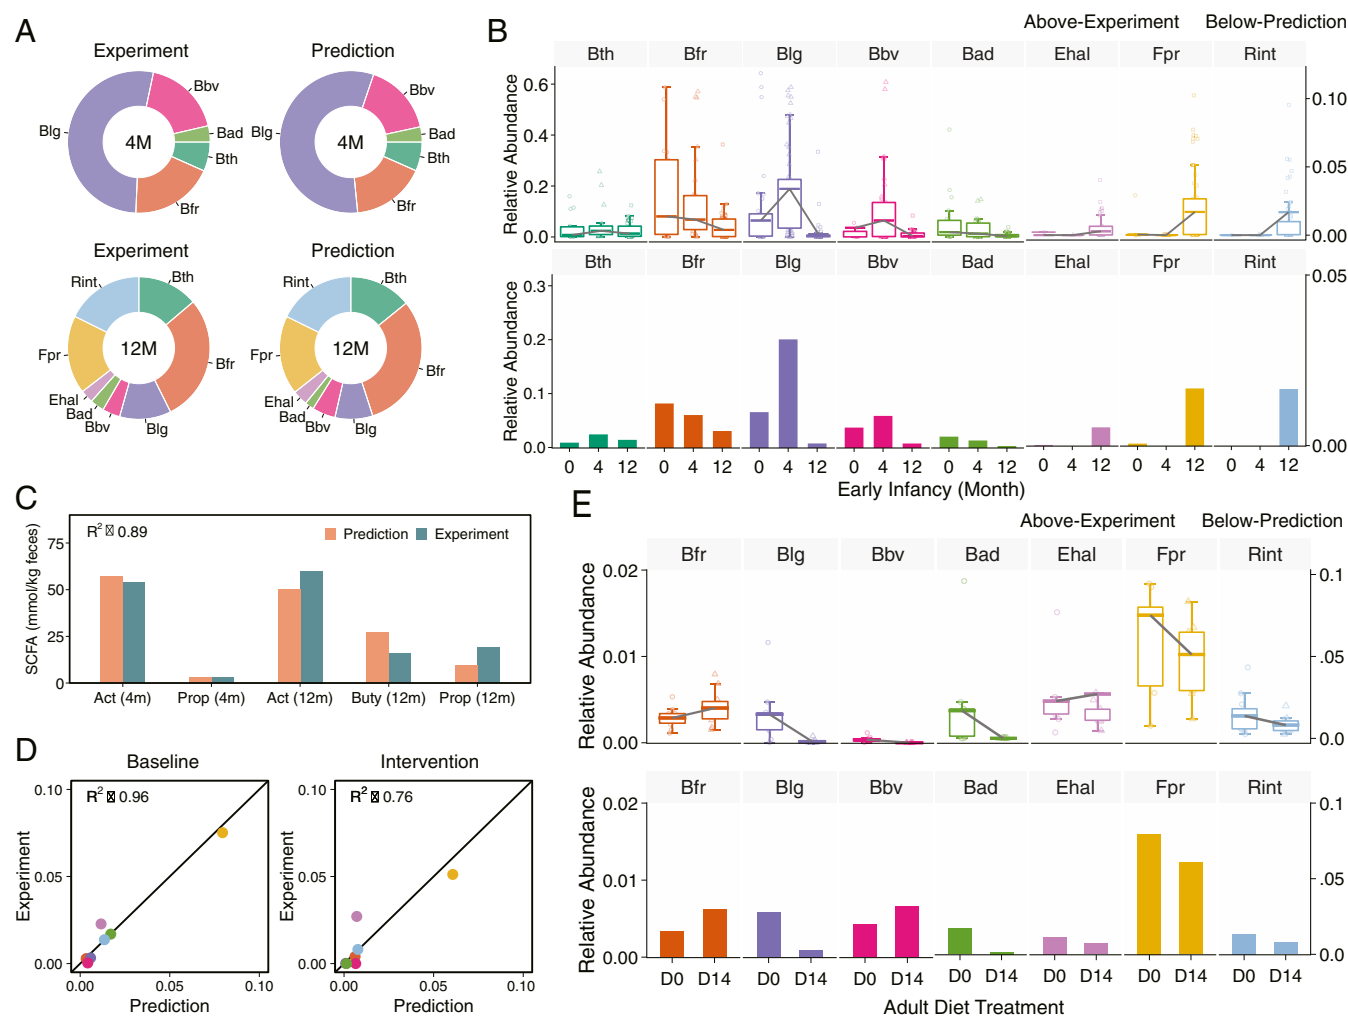 A
Experiment
Prediction
Blg
Bbv
Bad
Bth
Bfr
4M
Blg
Bbv
Bad
Bth
Bfr
4M
Experiment
Prediction
Rint
Bth
Fpr
Bfr
Ehal
Bad
Bbv
Blg
12M
Rint
Bth
Fpr
Bfr
Ehal
Bad
Bbv
Blg
12M
B
Above-Experiment Below-Prediction
Bth Bfr Blg Bbv Bad Ehal Fpr Rint
Relative Abundance
0.6
0.4
0.2
0.0
0.10
0.05
0.00
Bth Bfr Blg Bbv Bad Ehal Fpr Rint
Relative Abundance
0.3
0.2
0.1
0.0
0.05
0.00
0 4 12 0 4 12 0 4 12 0 4 12 0 4 12 0 4 12 0 4 12 0 4 12
Early Infancy (Month)
C
R² 0.89
Prediction Experiment
SCFA (mmol/kg feces)
75
50
25
0
Act (4m) Prop (4m) Act (12m) Buty (12m) Prop (12m)
D
Baseline
R² 0.96
Experiment
0.10
0.05
0.00
0.00 0.05 0.10
Prediction
Intervention
R² 0.76
Experiment
0.10
0.05
0.00
0.00 0.05 0.10
Prediction
E
Above-Experiment Below-Prediction
Bfr Blg Bbv Bad Ehal Fpr Rint
Relative Abundance
0.02
0.01
0.00
0.1
.05
0.0
Bfr Blg Bbv Bad Ehal Fpr Rint
Relative Abundance
0.02
0.01
0.00
0.1
.05
0.0
D0 D14 D0 D14 D0 D14 D0 D14 D0 D14 D0 D14 D0 D14
Adult Diet Treatment